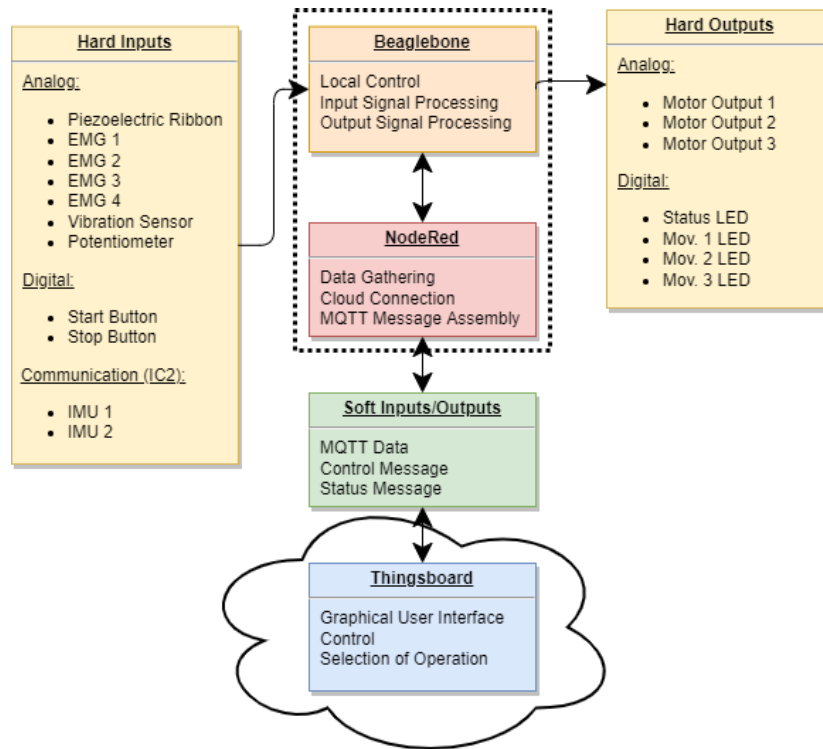 Hard Inputs
Analog:
Piezoelectric Ribbon
EMG 1
EMG 2
EMG 3
EMG 4
Vibration Sensor
Potentiometer
Digital:
Start Button
Stop Button
Communication (IC2):
IMU 1
IMU 2
Beaglebone
Local Control
Input Signal Processing
Output Signal Processing
NodeRed
Data Gathering
Cloud Connection
MQTT Message Assembly
Soft Inputs/Outputs
MQTT Data
Control Message
Status Message
Thingsboard
Graphical User Interface
Control
Selection of Operation
Hard Outputs
Analog:
Motor Output 1
Motor Output 2
Motor Output 3
Digital:
Status LED
Mov. 1 LED
Mov. 2 LED
Mov. 3 LED